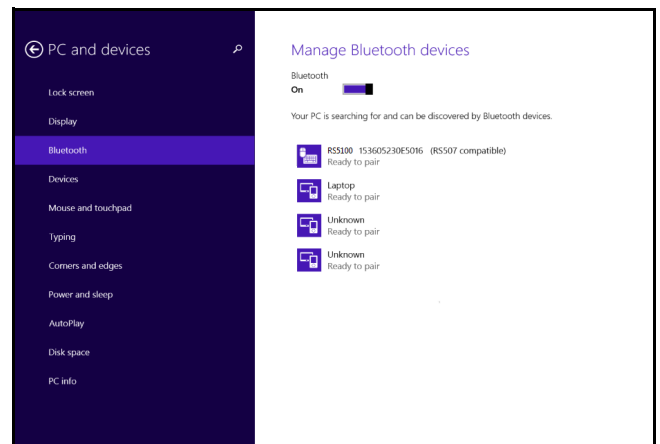 PC and devices
Lock screen
Display
Bluetooth
Devices
Mouse and touchpad
Typing
Corners and edges
Power and sleep
AutoPlay
Disk space
PC info
Manage Bluetooth devices
Bluetooth
On
Your PC is searching for and can be discovered by Bluetooth devices.
RS5100 153605230E5016 (RS507 compatible)
Ready to pair
Laptop
Ready to pair
Unknown
Ready to pair
Unknown
Ready to pair